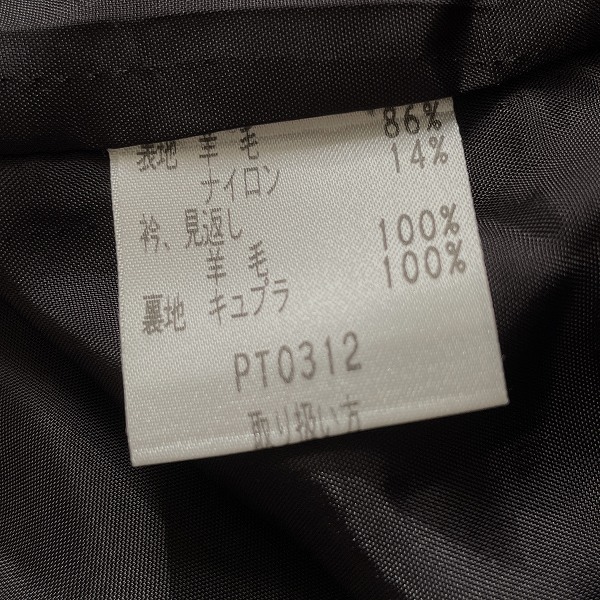 表地 羊毛 86%
ナイロン 14%
衿、見返し
羊毛 100%
裏地 キュプラ 100%
PT0312
取り扱い方